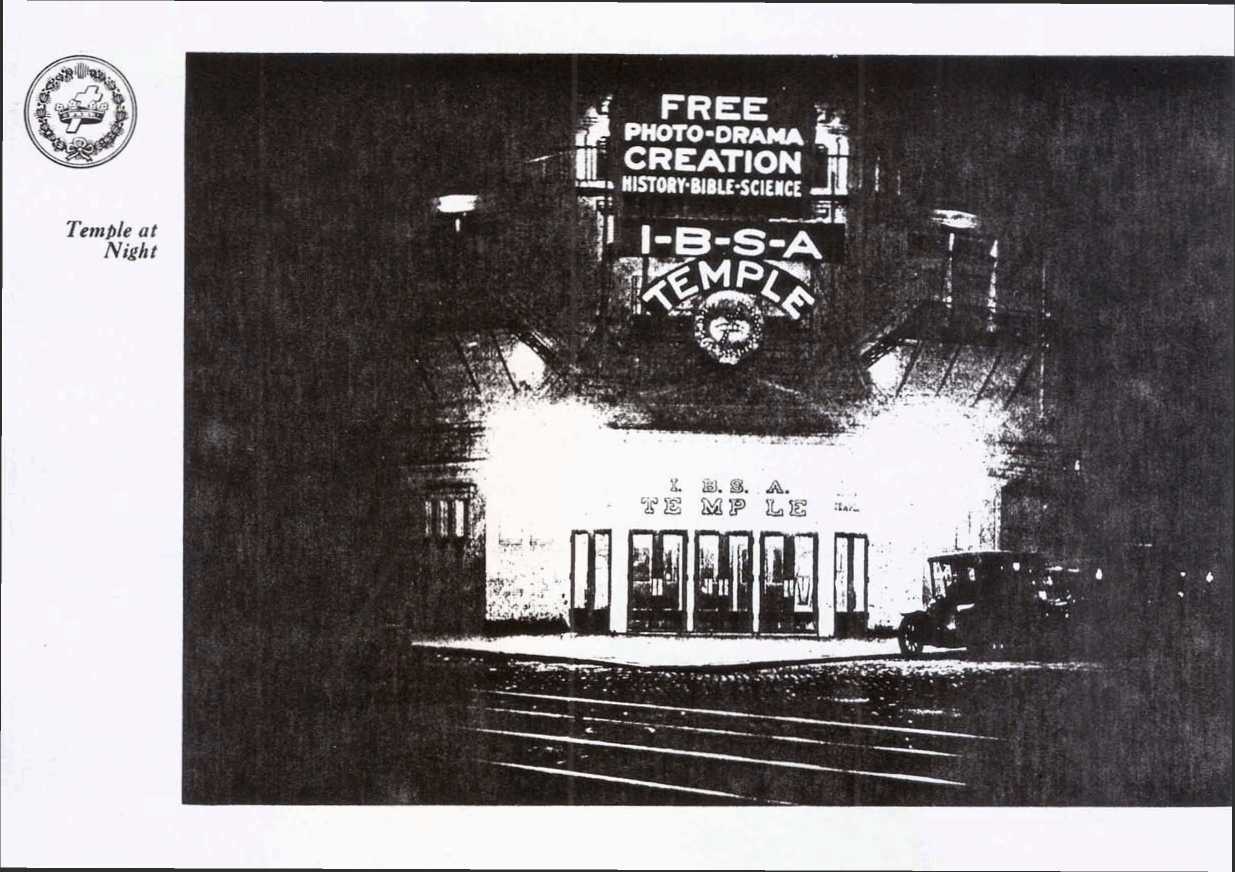 Temple at
Night
FREE
PHOTO-DRAMA
CREATION
HISTORY-BIBLE-SCIENCE
I-B-S-A
TEMPLE
I. B. S. A.
TEMPLE